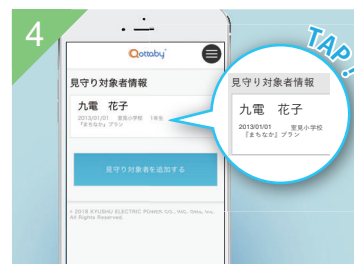 4
Qottaby
見守り対象者情報
九電 花子
2013/01/01 室見小学校 1年生
『まちなか』プラン
見守り対象者を追加する
© 2018 KYUSHU ELECTRIC POWER
All Rights Reserved.
TAP!
見守り対象者情報
九電 花子
2013/01/01 室見小学校
『まちなか』プラン